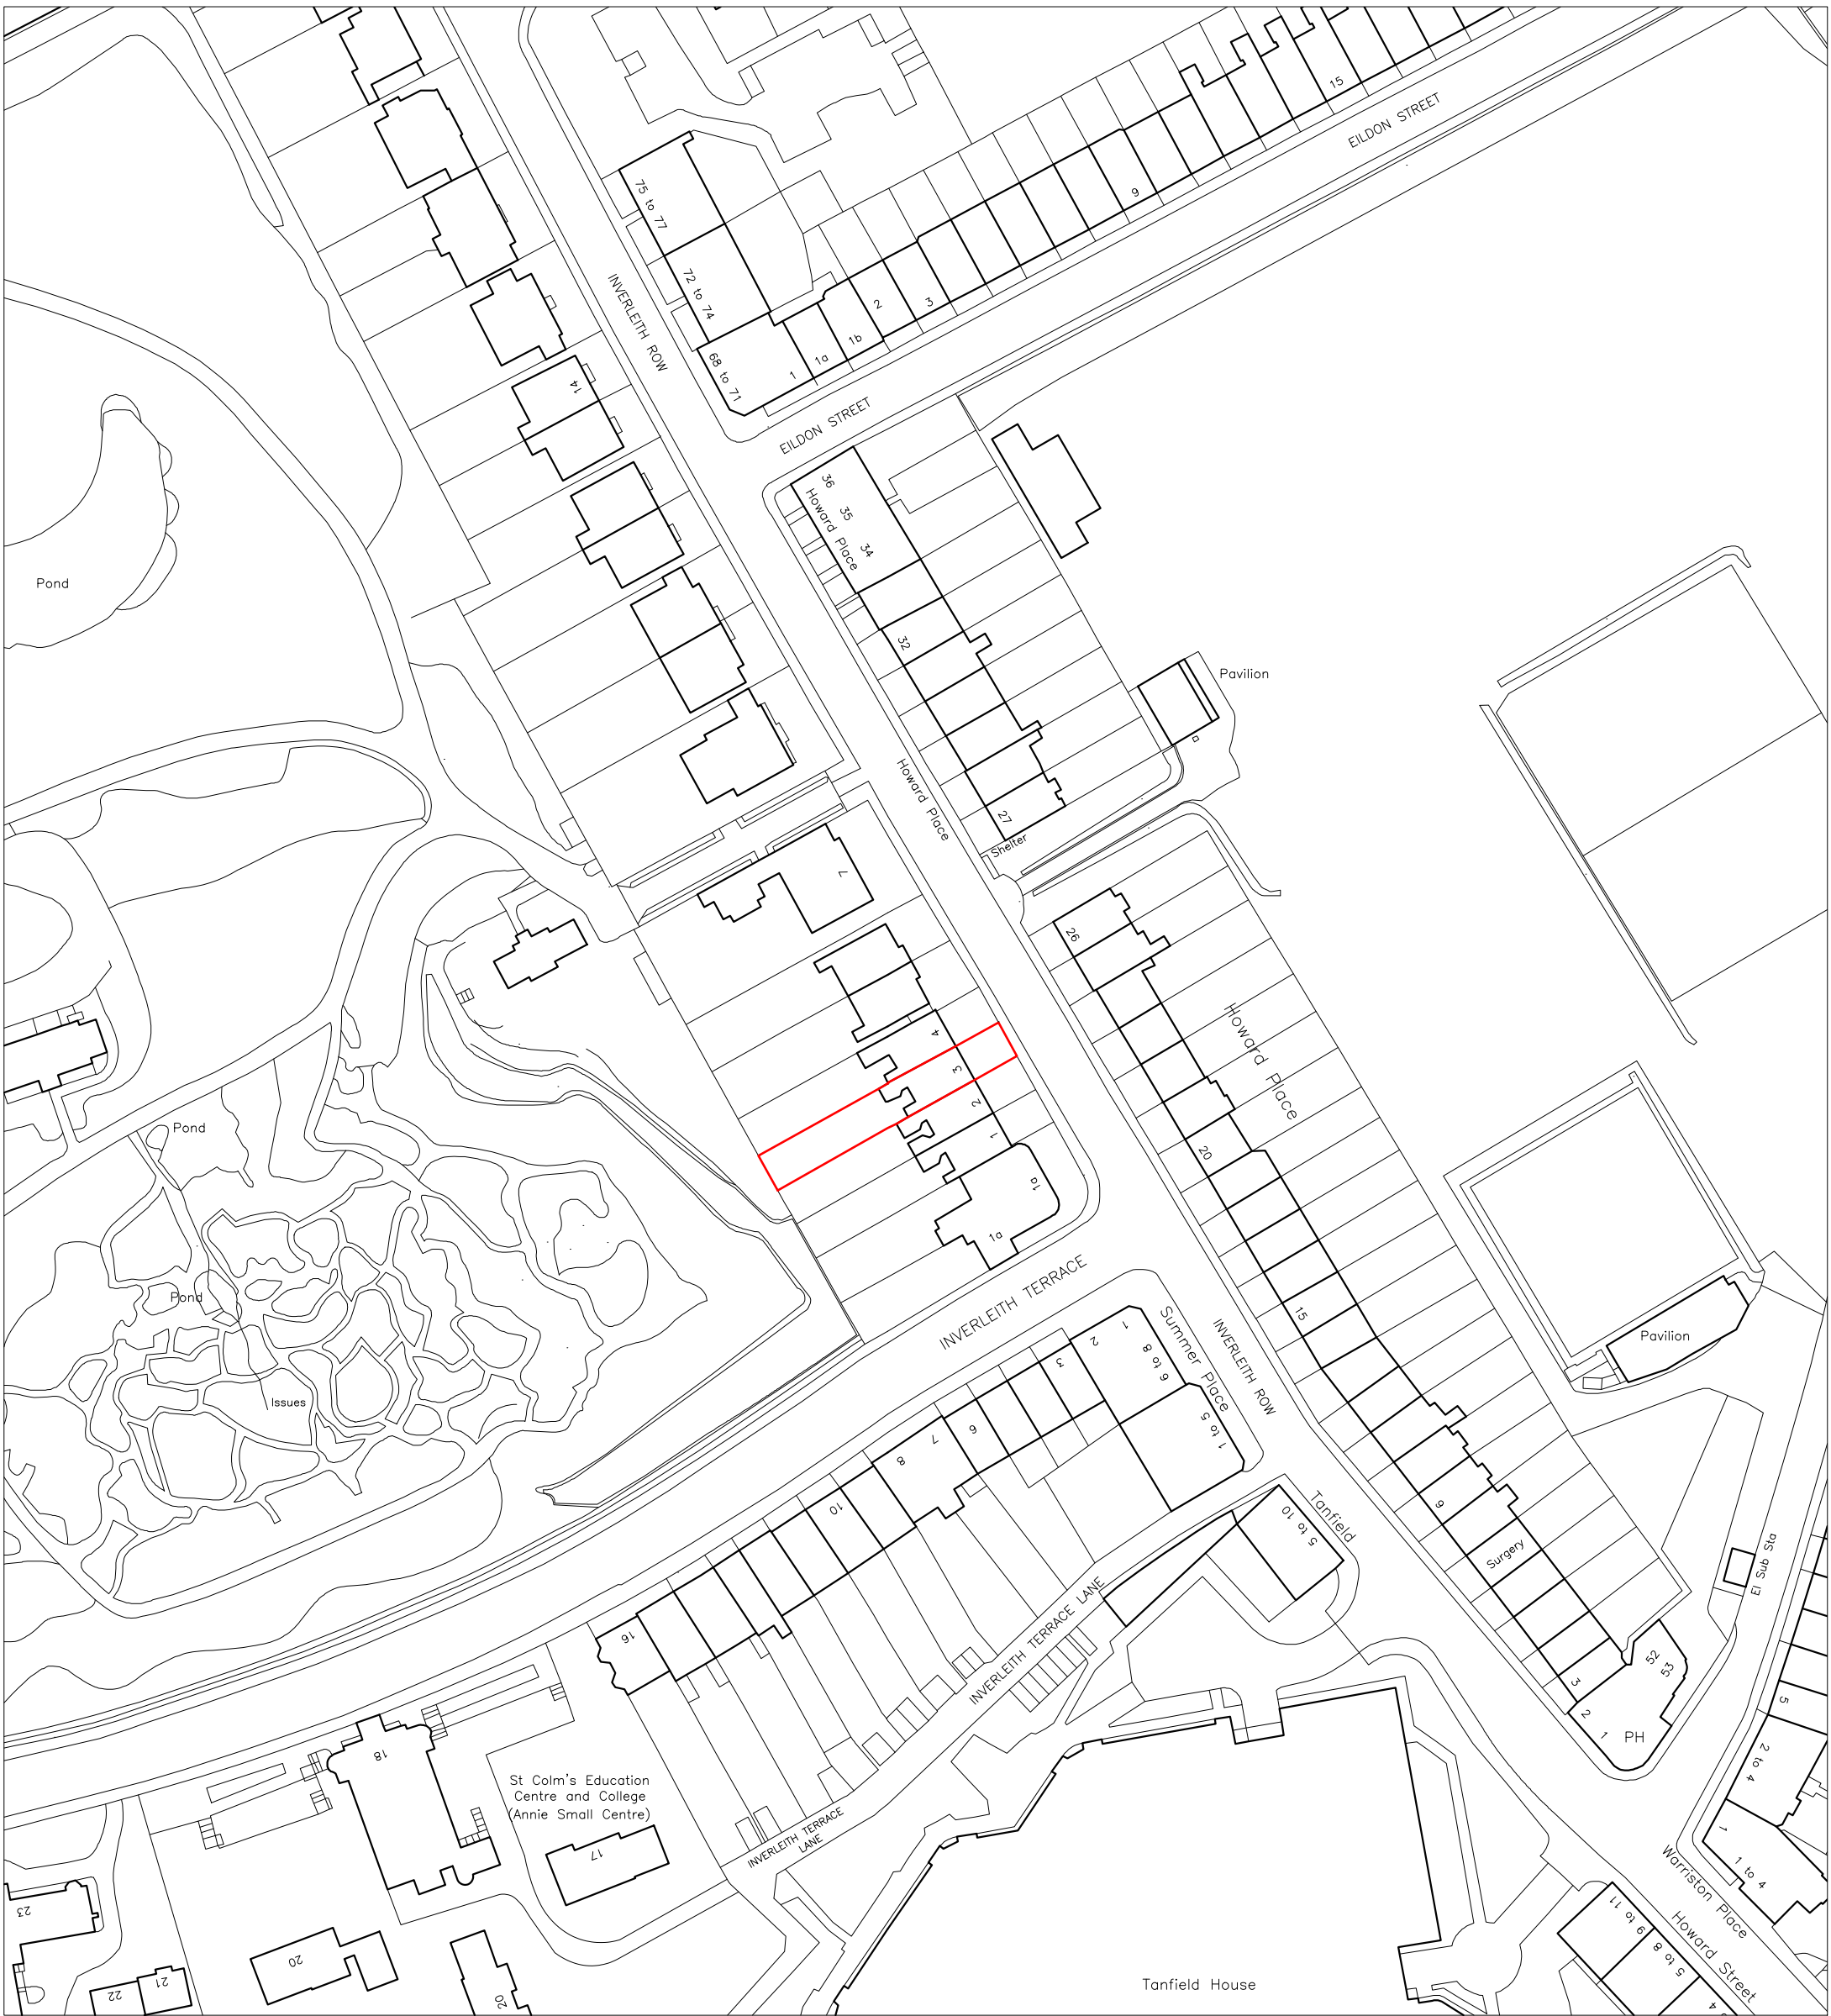 15
EILDON STREET
75 to 77
9
INVERLEITH ROW
72 to 74
2
3
1b
1a
1
68 to 71
14
EILDON STREET
36
35
34
Howard Place
Pond
32
Pavilion
Howard Place
27
Shelter
7
26
Howard Place
4
3
2
1
Pond
20
1a
1a
INVERLEITH TERRACE
Pond
15
Summer Place
INVERLEITH ROW
Pavilion
1
2
3
6 to 8
1 to 5
Issues
6
7
8
9
10
Tanfield
5 to 10
Surgery
El Sub Sta
INVERLEITH TERRACE LANE
16
52
53
3
2
1
PH
5
18
2 to 4
St Colm's Education
Centre and College
(Annie Small Centre)
17
INVERLEITH TERRACE
LANE
1
1 to 4
Warriston Place
23
20
21
22
20
9 to 11
5 to 8
4
Howard Street
Tanfield House